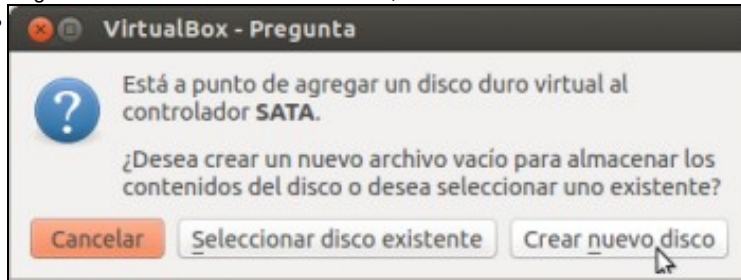 VirtualBox - Pregunta
Está a punto de agregar un disco duro virtual al
controlador SATA.
¿Desea crear un nuevo archivo vacío para almacenar los
contenidos del disco o desea seleccionar uno existente?
Cancelar Seleccionar disco existente Crear nuevo disco